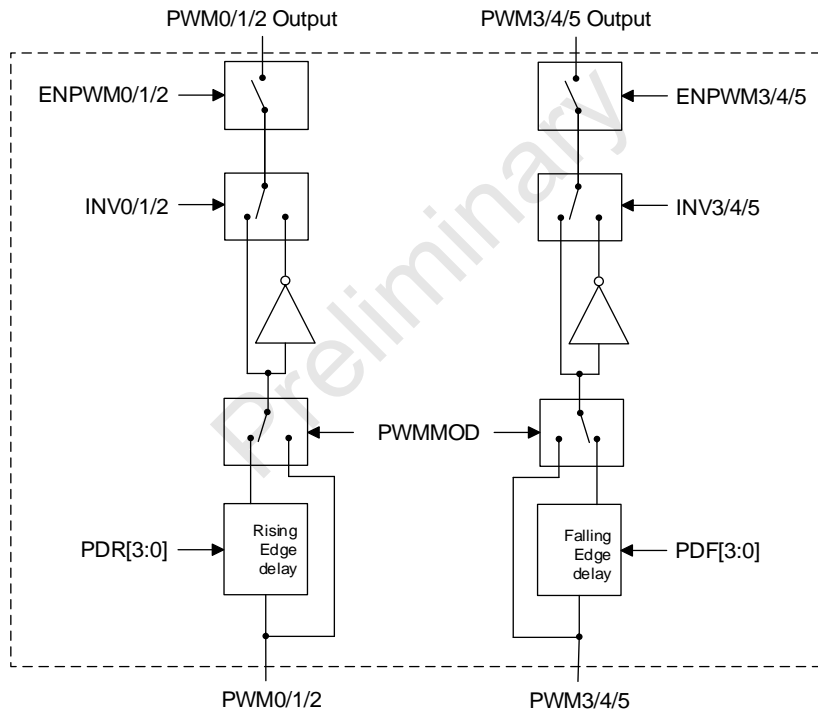 PWM0/1/2 Output
PWM3/4/5 Output
ENPWM0/1/2
ENPWM3/4/5
INV0/1/2
INV3/4/5
Preliminary
PWMMOD
PDR[3:0]
Rising
Edge
delay
Falling
Edge
delay
PDF[3:0]
PWM0/1/2
PWM3/4/5